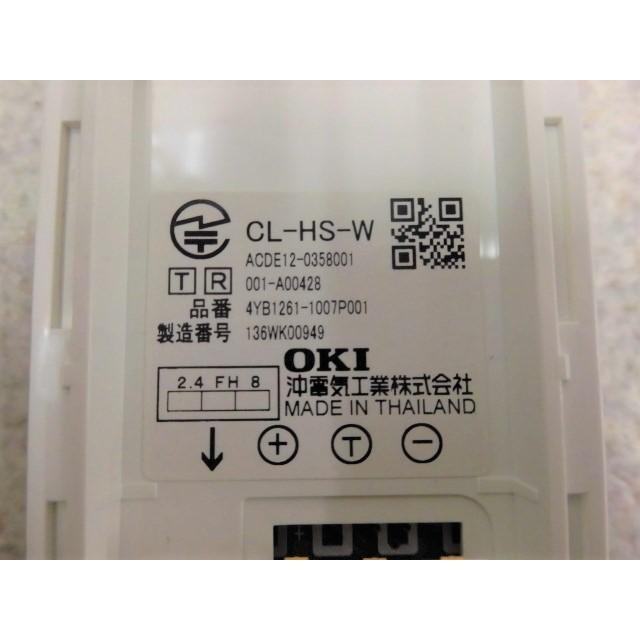 CL-HS-W
ACDE12-0358001
T R 001-A00428
品番 4YB1261-1007P001
製造番号 136WK00949
OKI
2.4 FH 8
沖電気工業株式会社
MADE IN THAILAND
+ T −